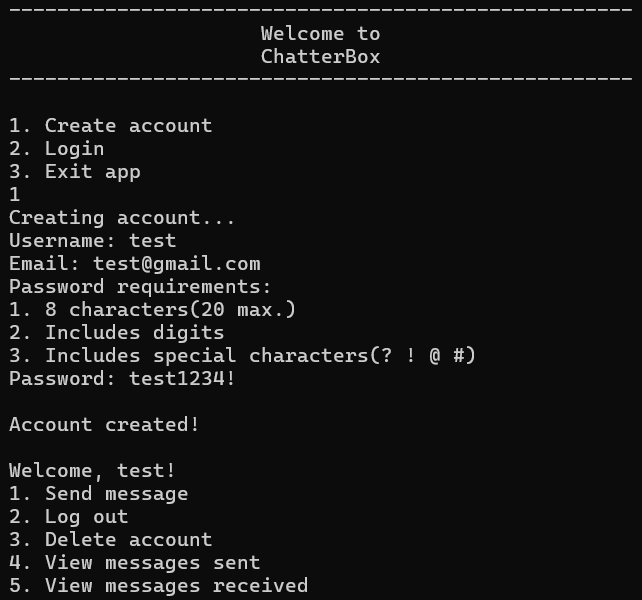 ----------------------------------------------------
Welcome to
ChatterBox
----------------------------------------------------
1. Create account
2. Login
3. Exit app
1
Creating account...
Username: test
Email: test@gmail.com
Password requirements:
1. 8 characters(20 max.)
2. Includes digits
3. Includes special characters(? ! @ #)
Password: test1234!
Account created!
Welcome, test!
1. Send message
2. Log out
3. Delete account
4. View messages sent
5. View messages received